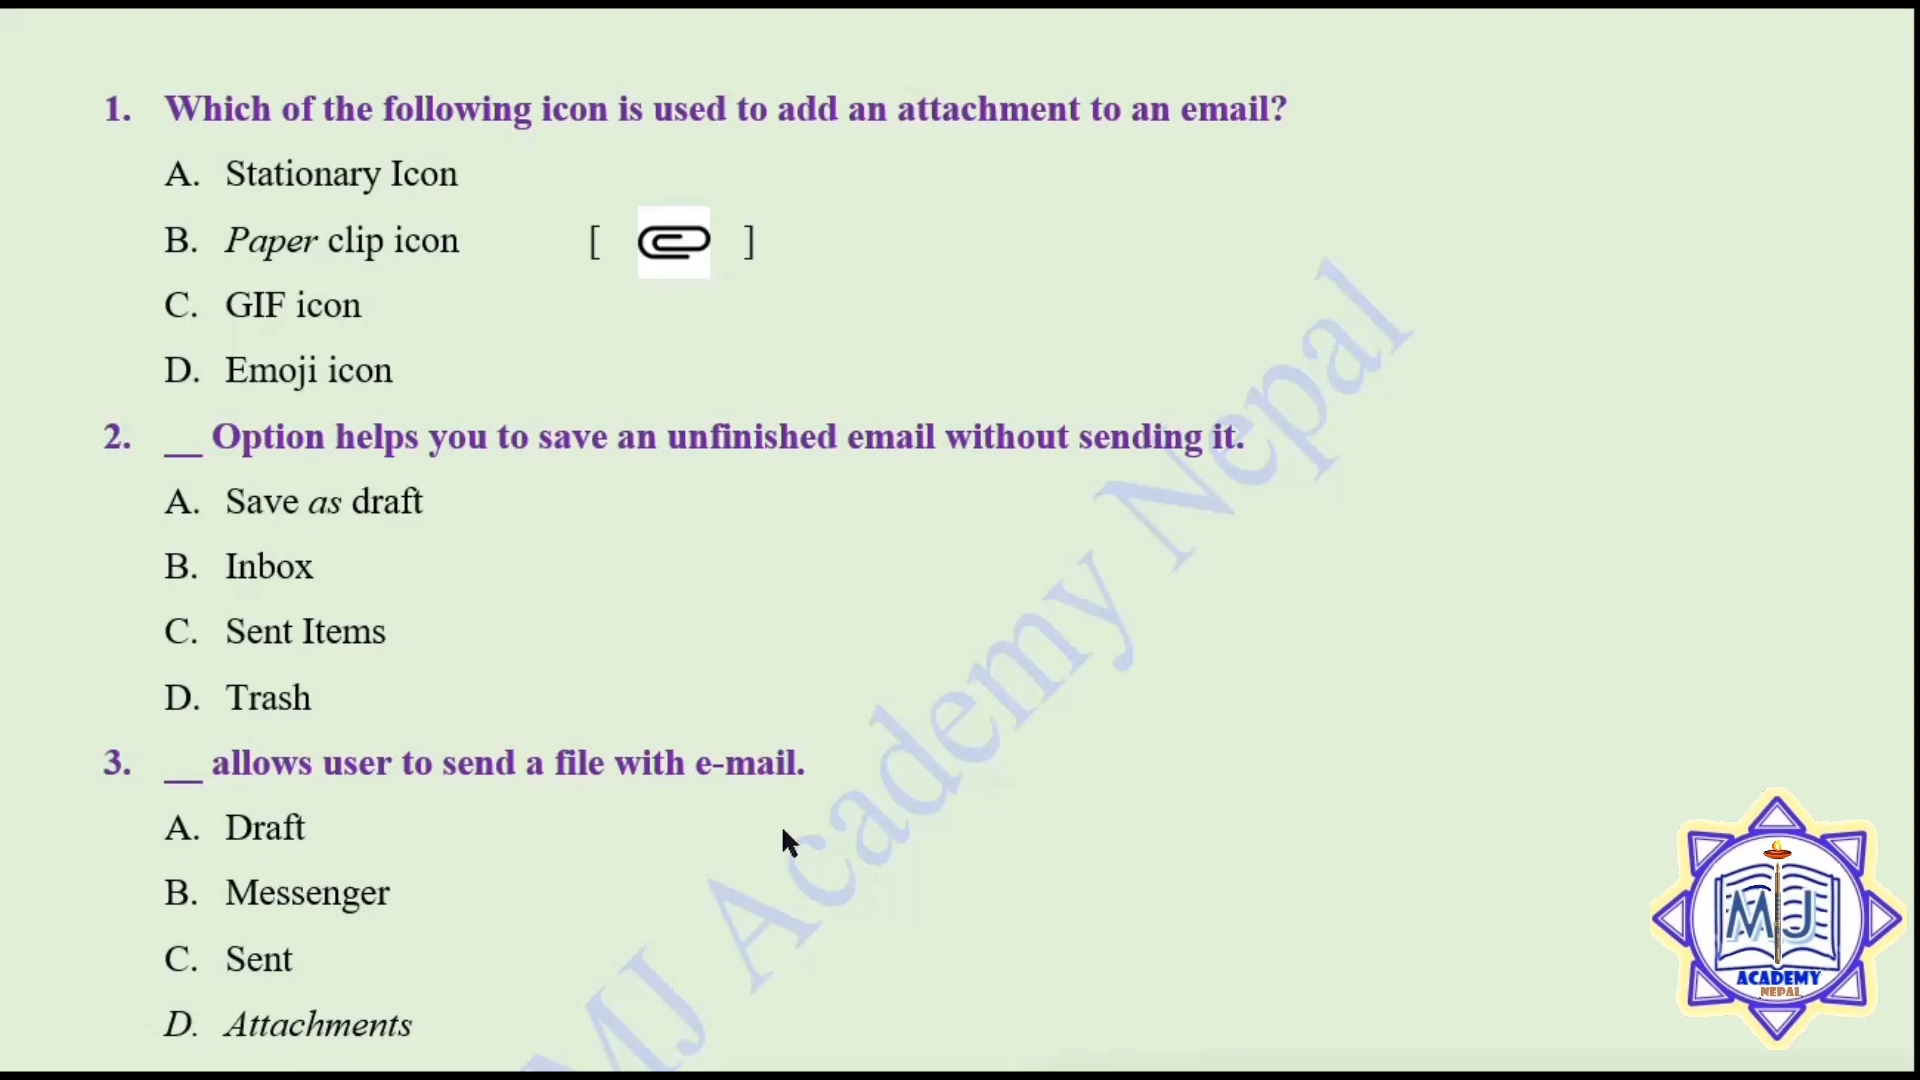 1. Which of the following icon is used to add an attachment to an email?
A. Stationary Icon
B. Paper clip icon [ ]
C. GIF icon
D. Emoji icon
2. __ Option helps you to save an unfinished email without sending it.
A. Save as draft
B. Inbox
C. Sent Items
D. Trash
3. __ allows user to send a file with e-mail.
A. Draft
B. Messenger
C. Sent
D. Attachments
MJ Academy Nepal
MJ
ACADEMY
NEPAL